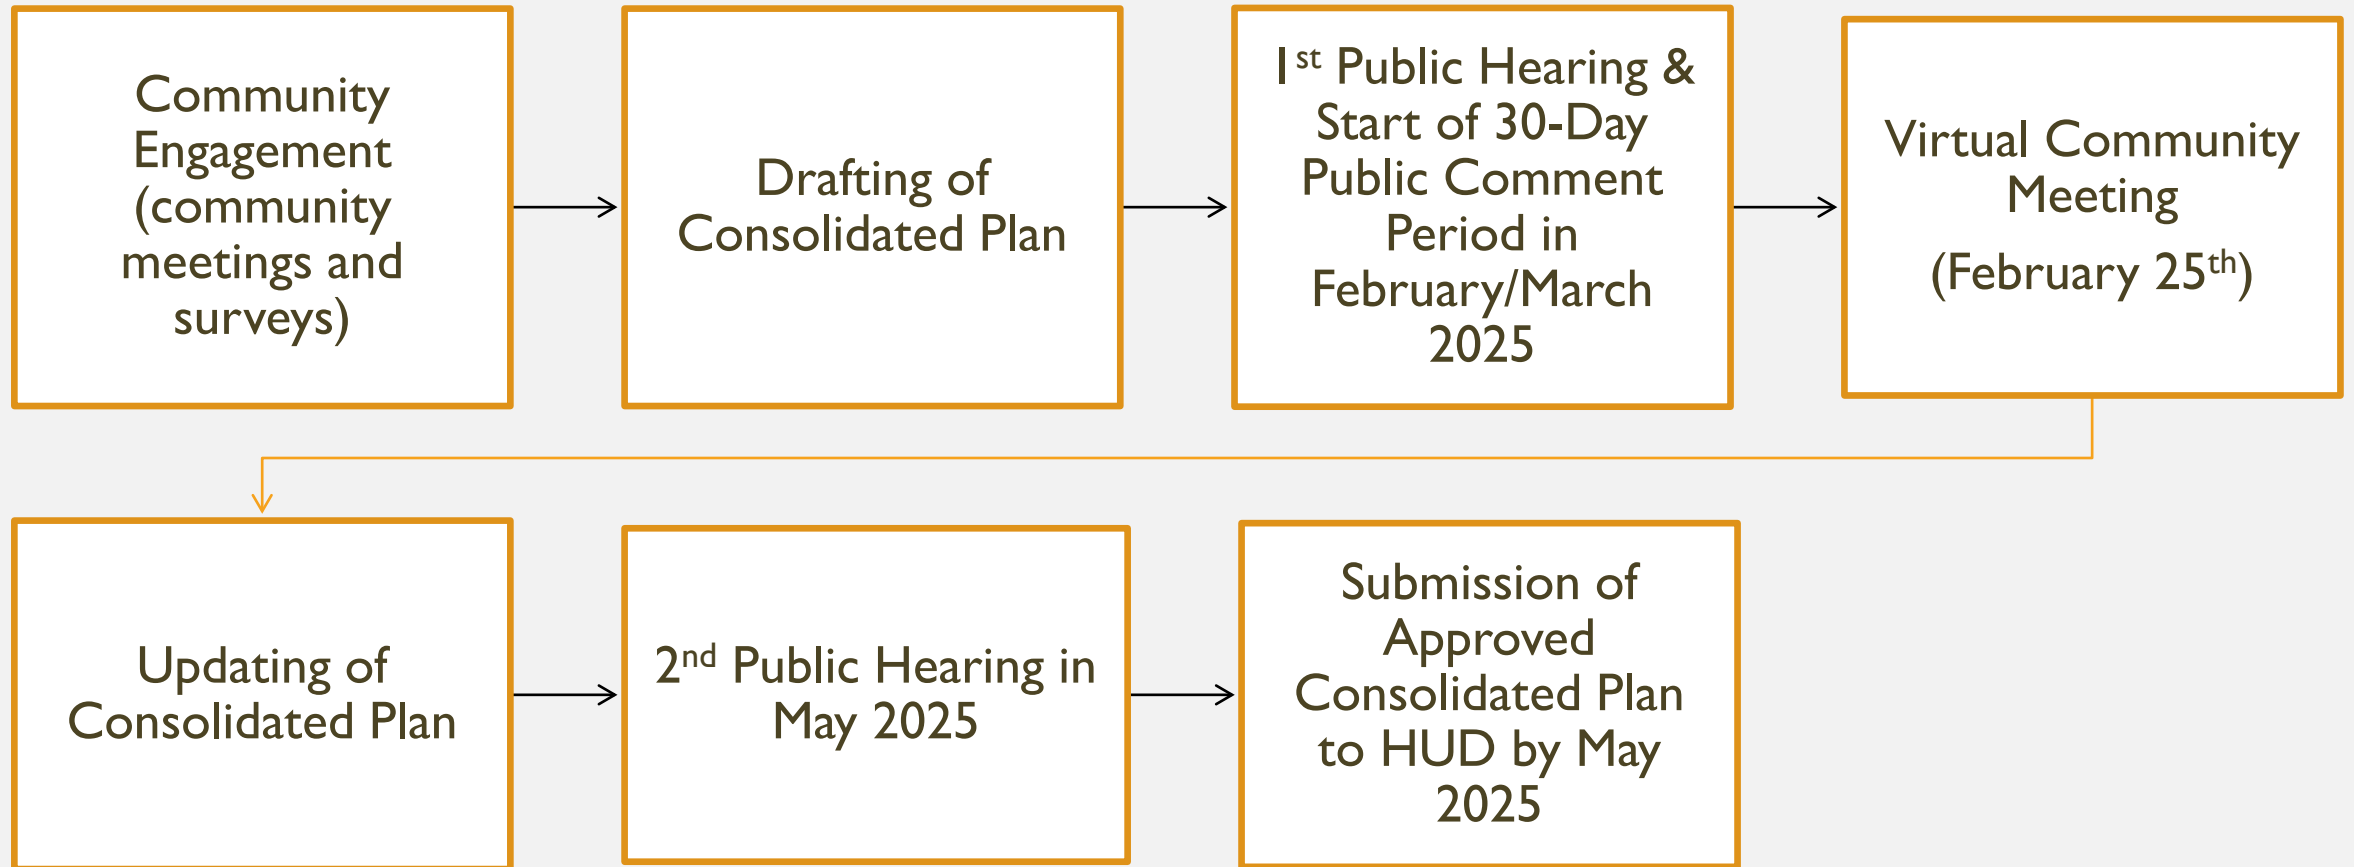 Community
Engagement
(community
meetings and
surveys)
Drafting of
Consolidated Plan
1st Public Hearing &
Start of 30-Day
Public Comment
Period in
February/March
2025
Virtual Community
Meeting
(February 25th)
Updating of
Consolidated Plan
2nd Public Hearing in
May 2025
Submission of
Approved
Consolidated Plan
to HUD by May
2025